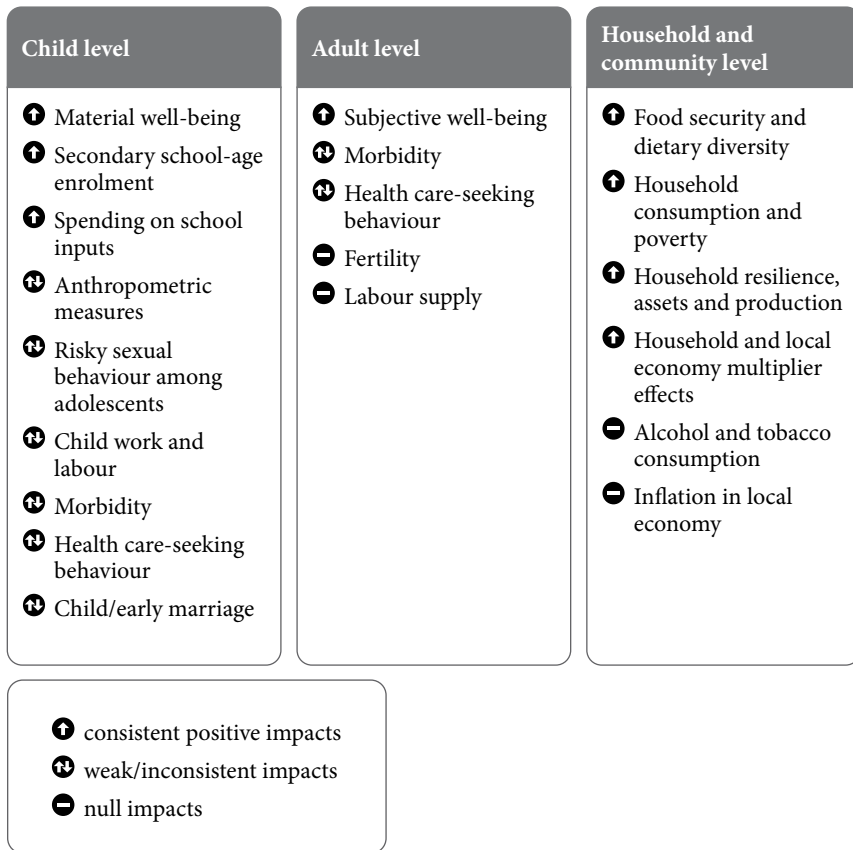 Child level
Material well-being
Secondary school-age
enrolment
Spending on school
inputs
Anthropometric
measures
Risky sexual
behaviour among
adolescents
Child work and
labour
Morbidity
Health care-seeking
behaviour
Child/early marriage
Adult level
Subjective well-being
Morbidity
Health care-seeking
behaviour
Fertility
Labour supply
Household and
community level
Food security and
dietary diversity
Household
consumption and
poverty
Household resilience,
assets and production
Household and local
economy multiplier
effects
Alcohol and tobacco
consumption
Inflation in local
economy
consistent positive impacts
weak/inconsistent impacts
null impacts